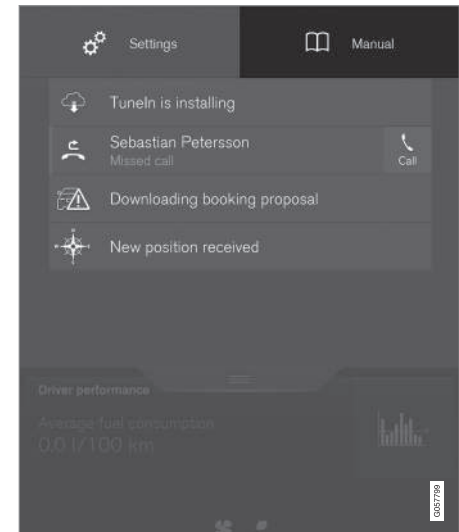 Settings
Manual
TuneIn is installing
Sebastian Petersson
Missed call
Call
Downloading booking proposal
New position received
Driver performance
Average fuel consumption
0.0 l/100 km
G057799